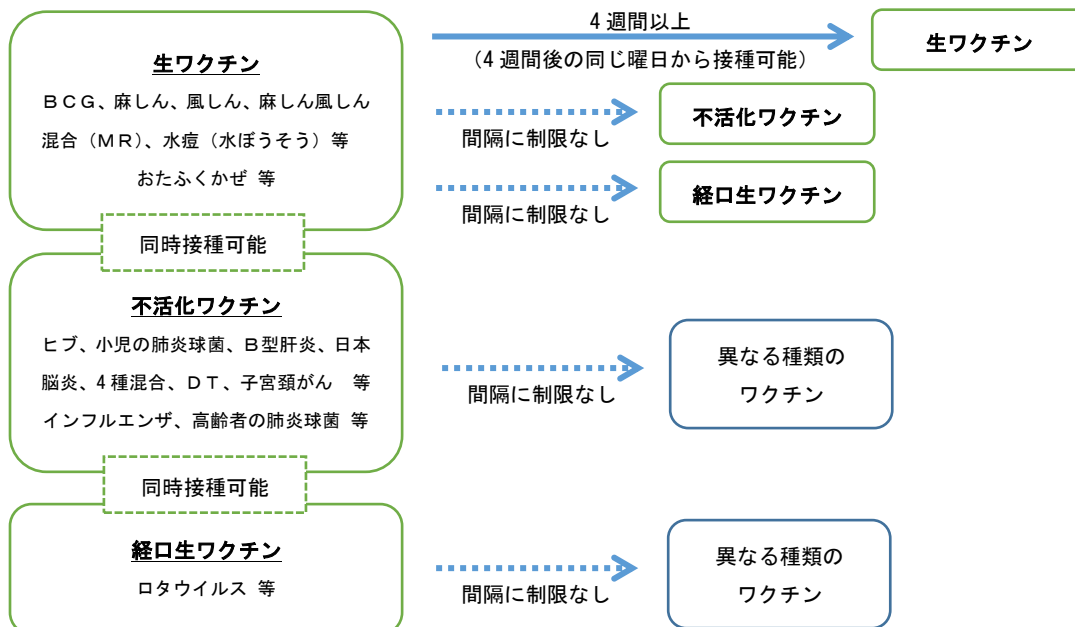 生ワクチン
ＢＣＧ、麻しん、風しん、麻しん風しん
混合（ＭＲ）、水痘（水ぼうそう）等
おたふくかぜ 等
4 週間以上
（4 週間後の同じ曜日から接種可能）
生ワクチン
間隔に制限なし
不活化ワクチン
間隔に制限なし
経口生ワクチン
同時接種可能
不活化ワクチン
ヒブ、小児の肺炎球菌、Ｂ型肝炎、日本
脳炎、4 種混合、ＤＴ、子宮頚がん　等
インフルエンザ、高齢者の肺炎球菌 等
間隔に制限なし
異なる種類の
ワクチン
同時接種可能
経口生ワクチン
ロタウイルス 等
間隔に制限なし
異なる種類の
ワクチン